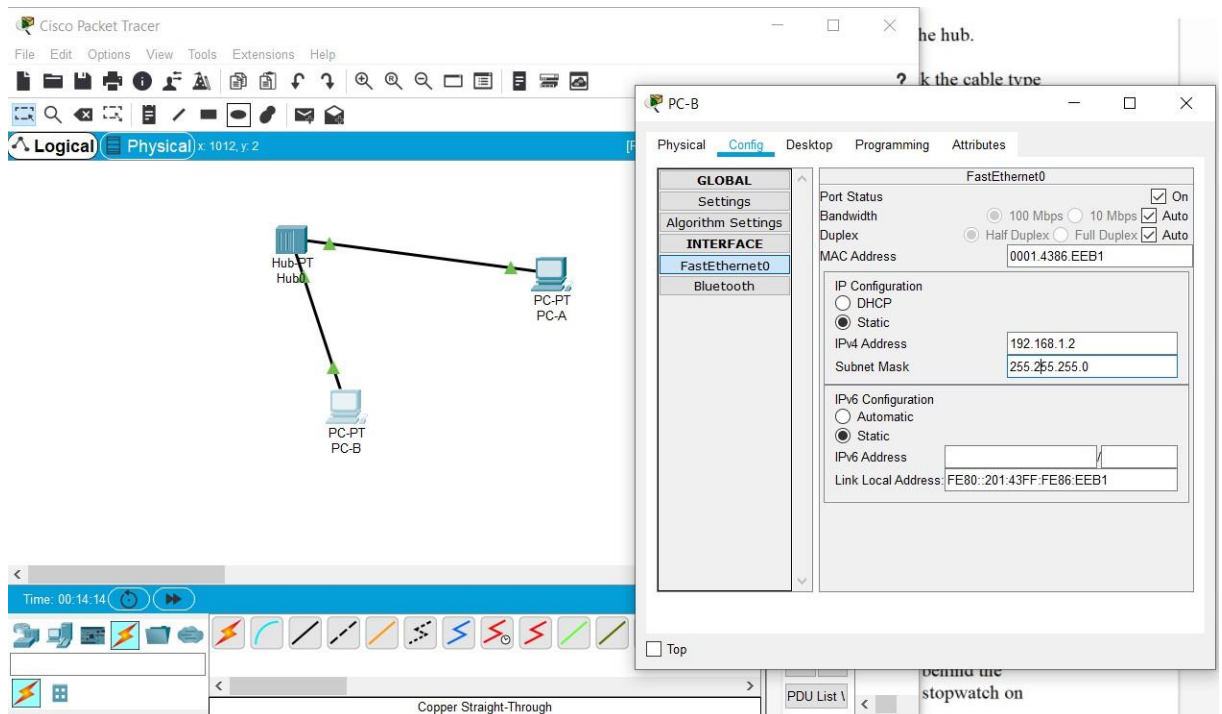 Cisco Packet Tracer
File Edit Options View Tools Extensions Help
Logical Physical x: 1012, y: 2
Hub-PT
Hub0
PC-PT
PC-A
PC-PT
PC-B
Time: 00:14:14
Copper Straight-Through
PDU List
he hub.
k the cable type
PC-B
Physical Config Desktop Programming Attributes
GLOBAL
Settings
Algorithm Settings
INTERFACE
FastEthernet0
Bluetooth
FastEthernet0
Port Status On
Bandwidth 100 Mbps 10 Mbps Auto
Duplex Half Duplex Full Duplex Auto
MAC Address 0001.4386.EEB1
IP Configuration
DHCP
Static
IPv4 Address 192.168.1.2
Subnet Mask 255.255.255.0
IPv6 Configuration
Automatic
Static
IPv6 Address /
Link Local Address: FE80::201:43FF:FE86:EEB1
Top
behind the
stopwatch on